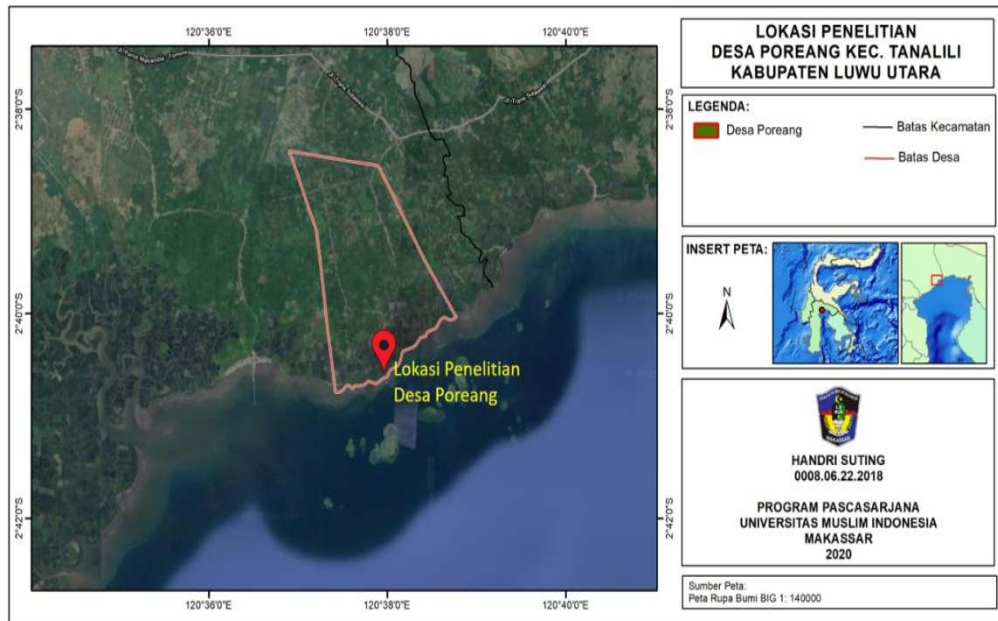 120°36'0"E
120°38'0"E
120°40'0"E
2°38'0"S
2°40'0"S
2°42'0"S
2°38'0"S
2°40'0"S
2°42'0"S
Lokasi Penelitian
Desa Poreang
120°36'0"E
120°38'0"E
120°40'0"E
LOKASI PENELITIAN
DESA POREANG KEC. TANALILI
KABUPATEN LUWU UTARA
LEGENDA:
Desa Poreang
Batas Kecamatan
Batas Desa
INSERT PETA:
N
HANDRI SUTING
0008.06.22.2018
PROGRAM PASCASARJANA
UNIVERSITAS MUSLIM INDONESIA
MAKASSAR
2020
Sumber Peta:
Peta Rupa Bumi BIG 1: 140000